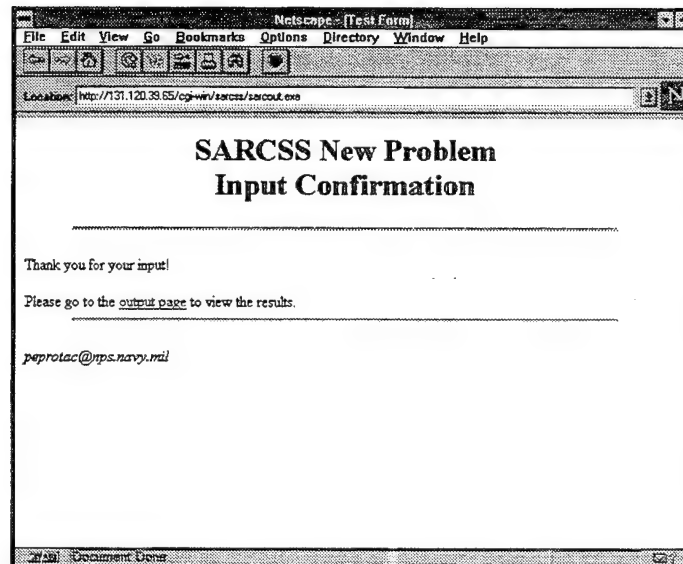 Netscape - [Test Form]
File Edit View Go Bookmarks Options Directory Window Help
Location: http://131.120.39.65/cgi-win/sarcss/sarcout.exe
N
SARCSS New Problem
Input Confirmation
Thank you for your input!
Please go to the output page to view the results.
peprotac@nps.navy.mil
Document: Done